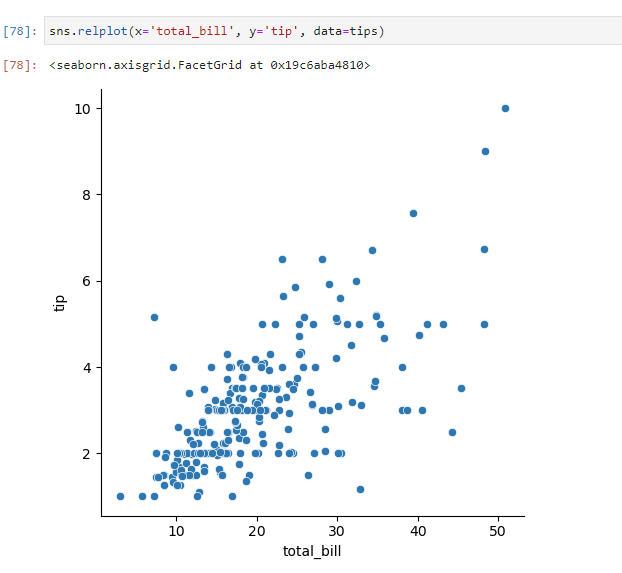 [78]: sns.relplot(x='total_bill', y='tip', data=tips)
[78]: <seaborn.axisgrid.FacetGrid at 0x19c6aba4810>
10
8
6
4
2
tip
10 20 30 40 50
total_bill